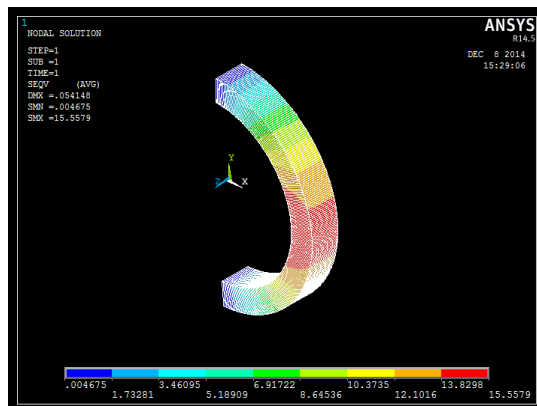 1
NODAL SOLUTION
STEP=1
SUB =1
TIME=1
SEQV (AVG)
DMX =.054148
SMN =.004675
SMX =15.5579
ANSYS
R14.5
DEC 8 2014
15:29:06
Y
Z X
.004675 3.46095 6.91722 10.3735 13.8298
1.73281 5.18909 8.64536 12.1016 15.5579